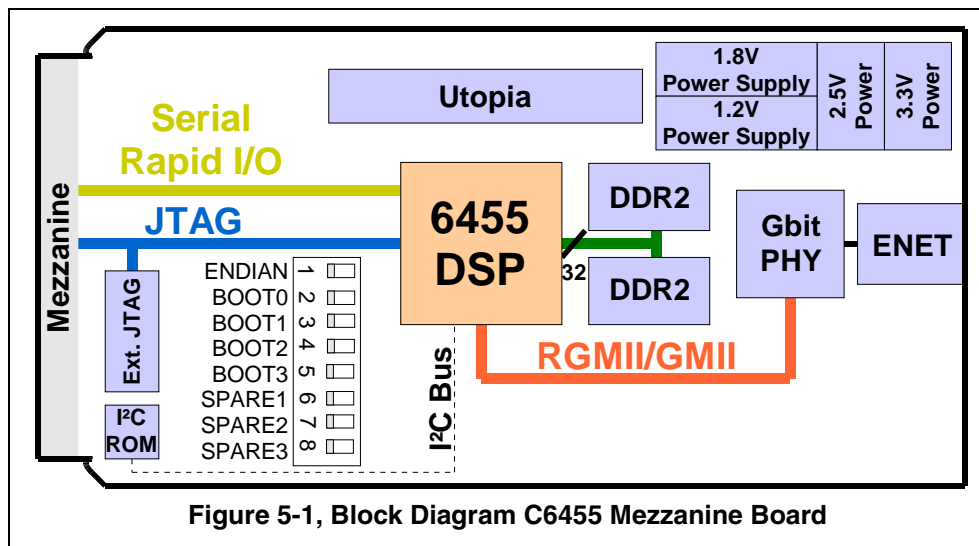 1.8V
Power Supply
1.2V
Power Supply
2.5V
Power
3.3V
Power
Utopia
Serial
Rapid I/O
Mezzanine
JTAG
6455
DSP
32
DDR2
DDR2
Gbit
PHY
ENET
Ext. JTAG
I²C
ROM
ENDIAN 1
BOOT0 2
BOOT1 3
BOOT2 4
BOOT3 5
SPARE1 6
SPARE2 7
SPARE3 8
I²C Bus
RGMII/GMII
Figure 5-1, Block Diagram C6455 Mezzanine Board